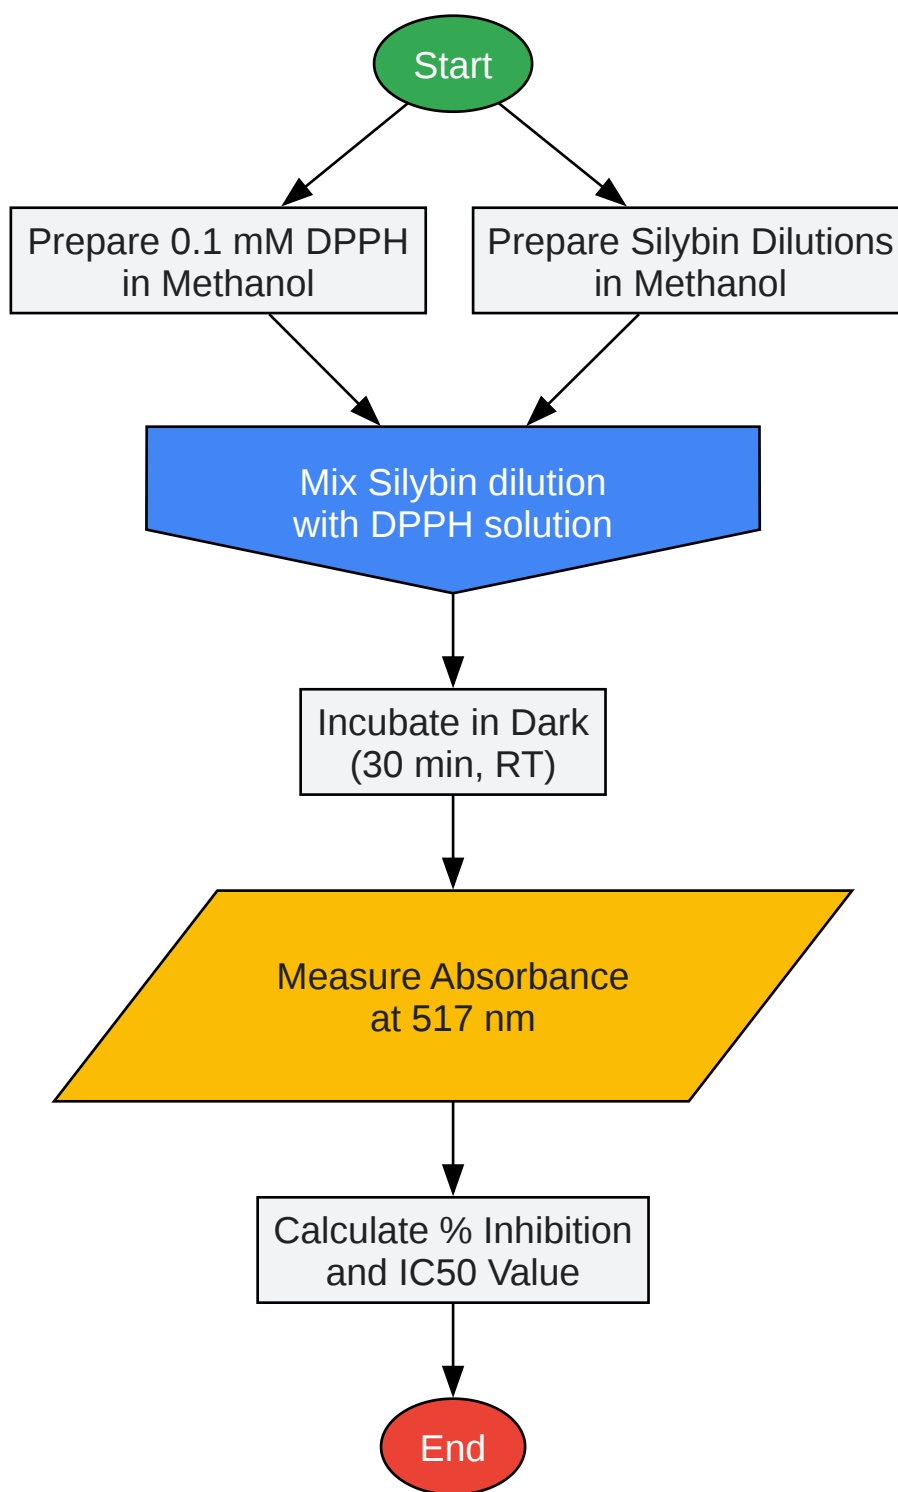 Start
Prepare 0.1 mM DPPH
in Methanol
Prepare Silybin Dilutions
in Methanol
Mix Silybin dilution
with DPPH solution
Incubate in Dark
(30 min, RT)
Measure Absorbance
at 517 nm
Calculate % Inhibition
and IC50 Value
End